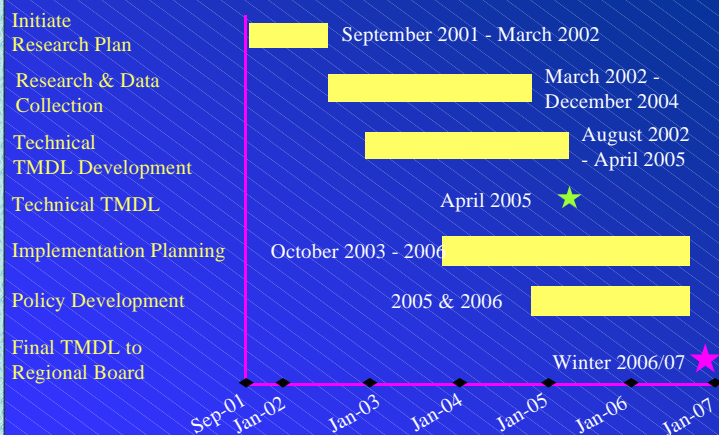 Initiate
Research Plan
September 2001 - March 2002
Research & Data
Collection
March 2002 -
December 2004
Technical
TMDL Development
August 2002
- April 2005
Technical TMDL
April 2005
Implementation Planning
October 2003 - 2006
Policy Development
2005 & 2006
Final TMDL to
Regional Board
Winter 2006/07
Sep-01
Jan-02
Jan-03
Jan-04
Jan-05
Jan-06
Jan-07